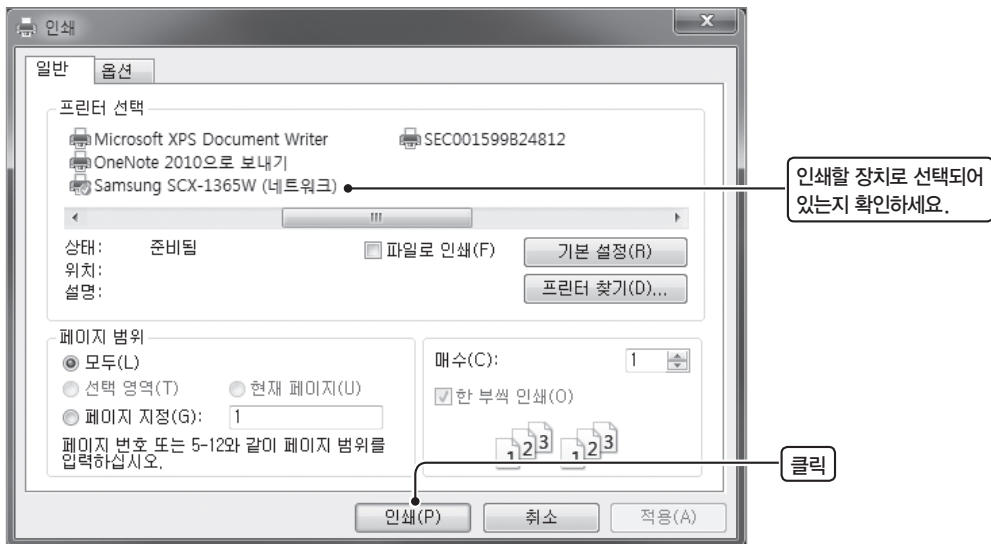 인쇄
일반 옵션
프린터 선택
Microsoft XPS Document Writer SEC001599B24812
OneNote 2010으로 보내기
Samsung SCX-1365W (네트워크)
인쇄할 장치로 선택되어
있는지 확인하세요.
상태: 준비됨 파일로 인쇄(F) 기본 설정(R)
위치:
설명: 프린터 찾기(D)...
페이지 범위
모두(L)
선택 영역(T) 현재 페이지(U)
페이지 지정(G): 1
페이지 번호 또는 5-12와 같이 페이지 범위를
입력하십시오.
매수(C): 1
한 부씩 인쇄(O)
1 2 3 1 2 3
클릭
인쇄(P) 취소 적용(A)